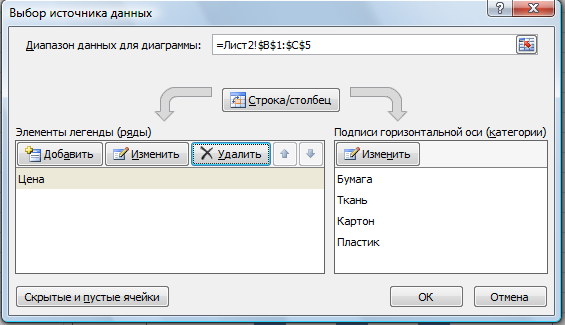 Выбор источника данных
Диапазон данных для диаграммы: =Лист2!$B$1:$C$5
Строка/столбец
Элементы легенды (ряды)
Добавить Изменить Удалить
Цена
Подписи горизонтальной оси (категории)
Изменить
Бумага
Ткань
Картон
Пластик
Скрытые и пустые ячейки
ОК Отмена